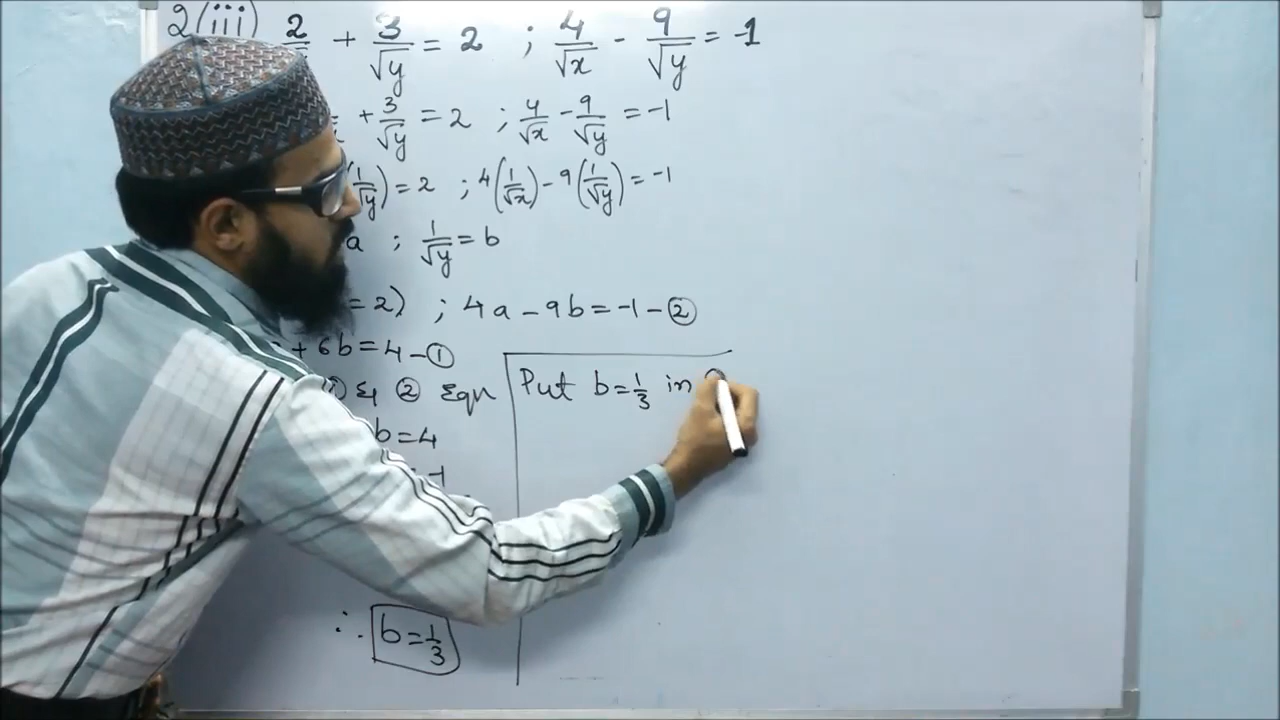 2(iii) 2 + 3/√y = 2 ; 4/√x - 9/√y = -1
+ 3/√y = 2 ; 4/√x - 9/√y = -1
(1/√y) = 2 ; 4(1/√x) - 9(1/√y) = -1
a ; 1/√y = b
= 2) ; 4a - 9b = -1 - ②
+ 6b = 4 - ①
① & ② Eqn
b = 4
-1
∴ b = 1/3
Put b = 1/3 in